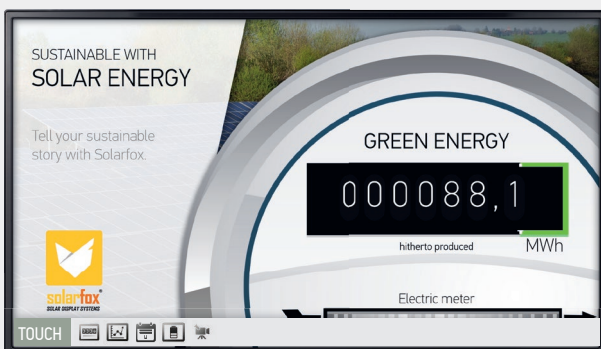 SUSTAINABLE WITH
SOLAR ENERGY
Tell your sustainable
story with Solarfox.
solarfox®
SOLAR DISPLAY SYSTEMS
GREEN ENERGY
000088,1
MWh
hitherto produced
Electric meter
TOUCH